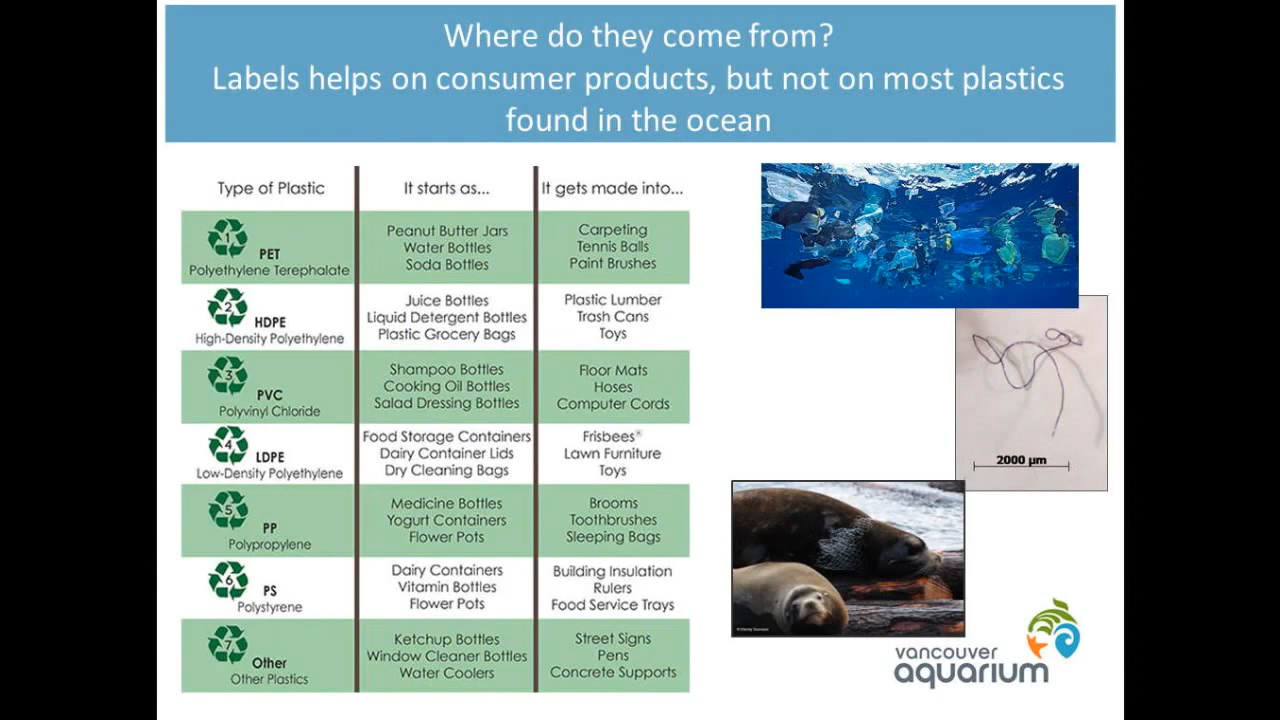 Where do they come from?
Labels helps on consumer products, but not on most plastics
found in the ocean
Type of Plastic
It starts as...
It gets made into...
1
PET
Polyethylene Terephalate
Peanut Butter Jars
Water Bottles
Soda Bottles
Carpeting
Tennis Balls
Paint Brushes
2
HDPE
High-Density Polyethylene
Juice Bottles
Liquid Detergent Bottles
Plastic Grocery Bags
Plastic Lumber
Trash Cans
Toys
3
PVC
Polyvinyl Chloride
Shampoo Bottles
Cooking Oil Bottles
Salad Dressing Bottles
Floor Mats
Hoses
Computer Cords
4
LDPE
Low-Density Polyethylene
Food Storage Containers
Dairy Container Lids
Dry Cleaning Bags
Frisbees®
Lawn Furniture
Toys
5
PP
Polypropylene
Medicine Bottles
Yogurt Containers
Flower Pots
Brooms
Toothbrushes
Sleeping Bags
6
PS
Polystyrene
Dairy Containers
Vitamin Bottles
Flower Pots
Building Insulation
Rulers
Food Service Trays
7
Other
Other Plastics
Ketchup Bottles
Window Cleaner Bottles
Water Coolers
Street Signs
Pens
Concrete Supports
2000 µm
vancouver
aquarium